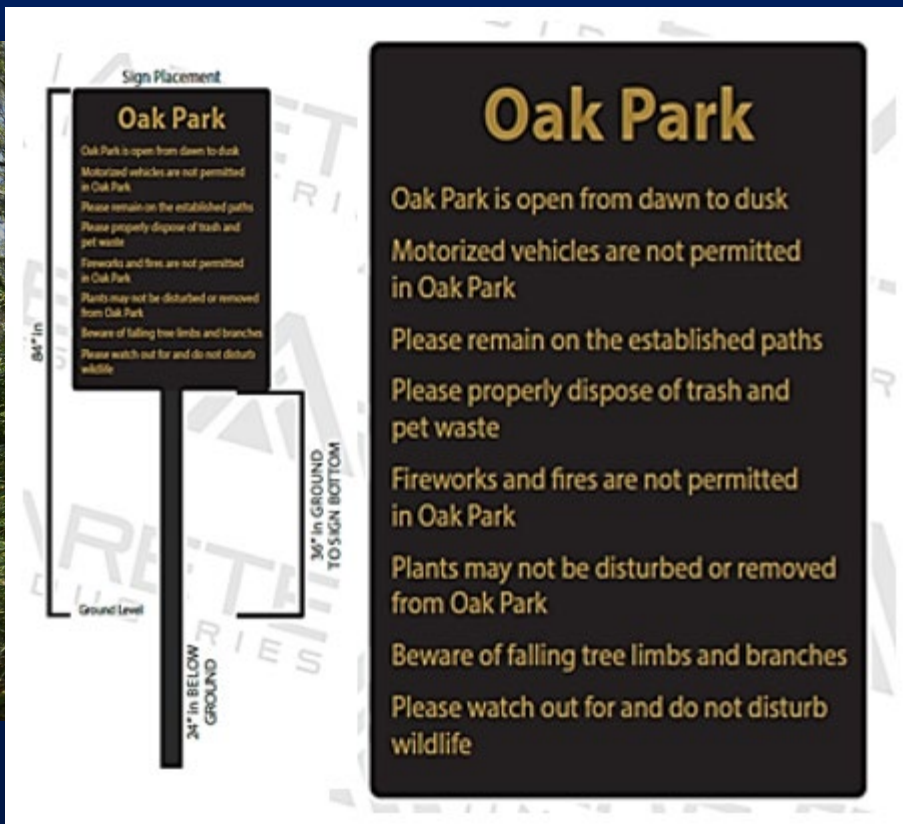 Sign Placement
Oak Park
Oak Park is open from dawn to dusk
Motorized vehicles are not permitted
in Oak Park
Please remain on the established paths
Please properly dispose of trash and
pet waste
Fireworks and fires are not permitted
in Oak Park
Plants may not be disturbed or removed
from Oak Park
Beware of falling tree limbs and branches
Please watch out for and do not disturb
wildlife
84" in
36" in GROUND
TO SIGN BOTTOM
Ground Level
24" in BELOW
GROUND
Oak Park
Oak Park is open from dawn to dusk
Motorized vehicles are not permitted
in Oak Park
Please remain on the established paths
Please properly dispose of trash and
pet waste
Fireworks and fires are not permitted
in Oak Park
Plants may not be disturbed or removed
from Oak Park
Beware of falling tree limbs and branches
Please watch out for and do not disturb
wildlife
ARETE